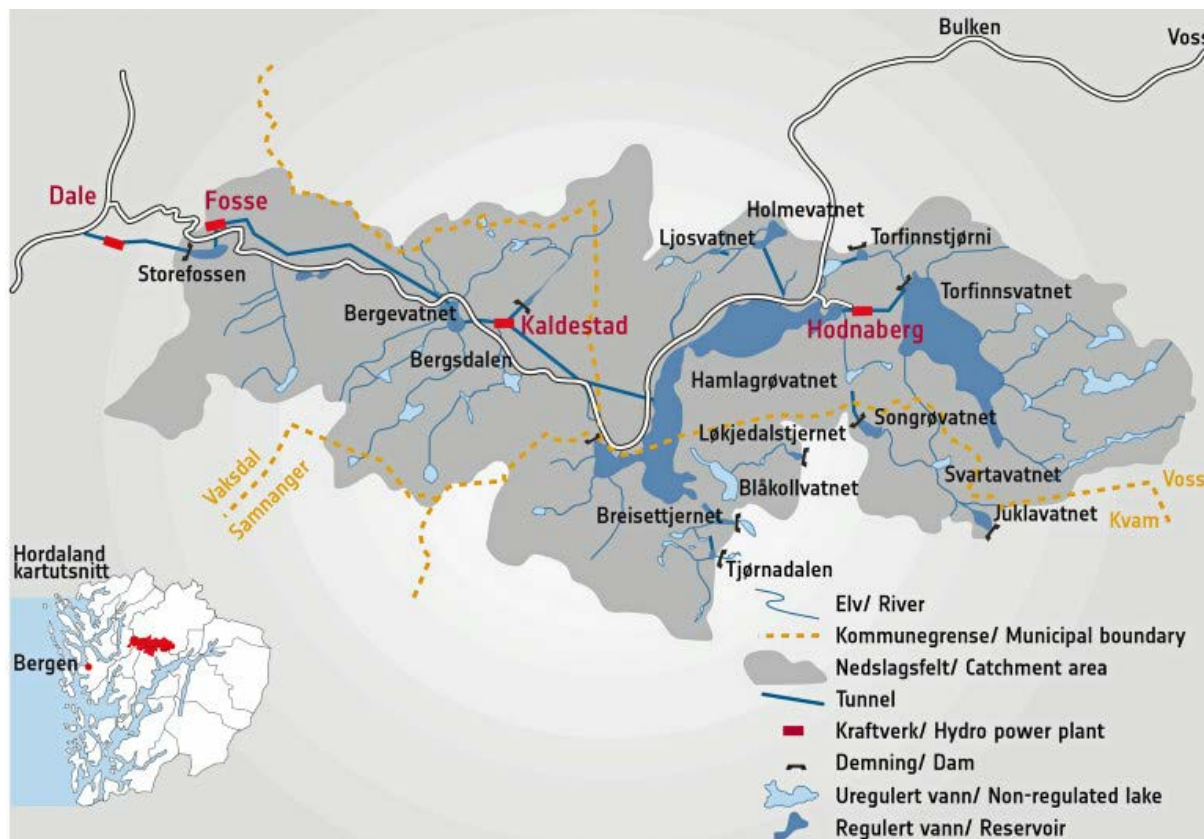 Bulken
Voss
Dale
Fosse
Holmevatnet
Ljosvatnet
Torfinnstjørni
Storefossen
Torfinnsvatnet
Bergevatnet
Kaldestad
Hodnaberg
Bergsdalen
Hamlagrøvatnet
Songrøvatnet
Løkjedalstjernet
Vaksdal
Samnanger
Svartavatnet
Blåkollvatnet
Voss
Breisettjernet
Juklavatnet
Kvam
Tjørnadalen
Hordaland
kartutsnitt
Bergen
Elv/ River
Kommunegrense/ Municipal boundary
Nedslagsfelt/ Catchment area
Tunnel
Kraftverk/ Hydro power plant
Demning/ Dam
Uregulert vann/ Non-regulated lake
Regulert vann/ Reservoir